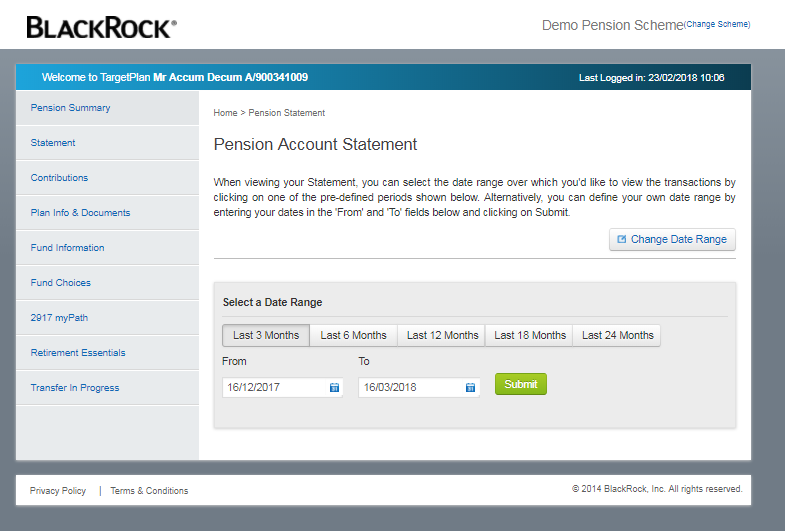 BLACKROCK®
Demo Pension Scheme(Change Scheme)
Welcome to TargetPlan Mr Accum Decum A/900341009
Last Logged in: 23/02/2018 10:06
Pension Summary
Statement
Contributions
Plan Info & Documents
Fund Information
Fund Choices
2917 myPath
Retirement Essentials
Transfer In Progress
Home > Pension Statement
Pension Account Statement
When viewing your Statement, you can select the date range over which you'd like to view the transactions by
clicking on one of the pre-defined periods shown below. Alternatively, you can define your own date range by
entering your dates in the 'From' and 'To' fields below and clicking on Submit.
Change Date Range
Select a Date Range
Last 3 Months
Last 6 Months
Last 12 Months
Last 18 Months
Last 24 Months
From
To
16/12/2017
16/03/2018
Submit
Privacy Policy | Terms & Conditions
© 2014 BlackRock, Inc. All rights reserved.